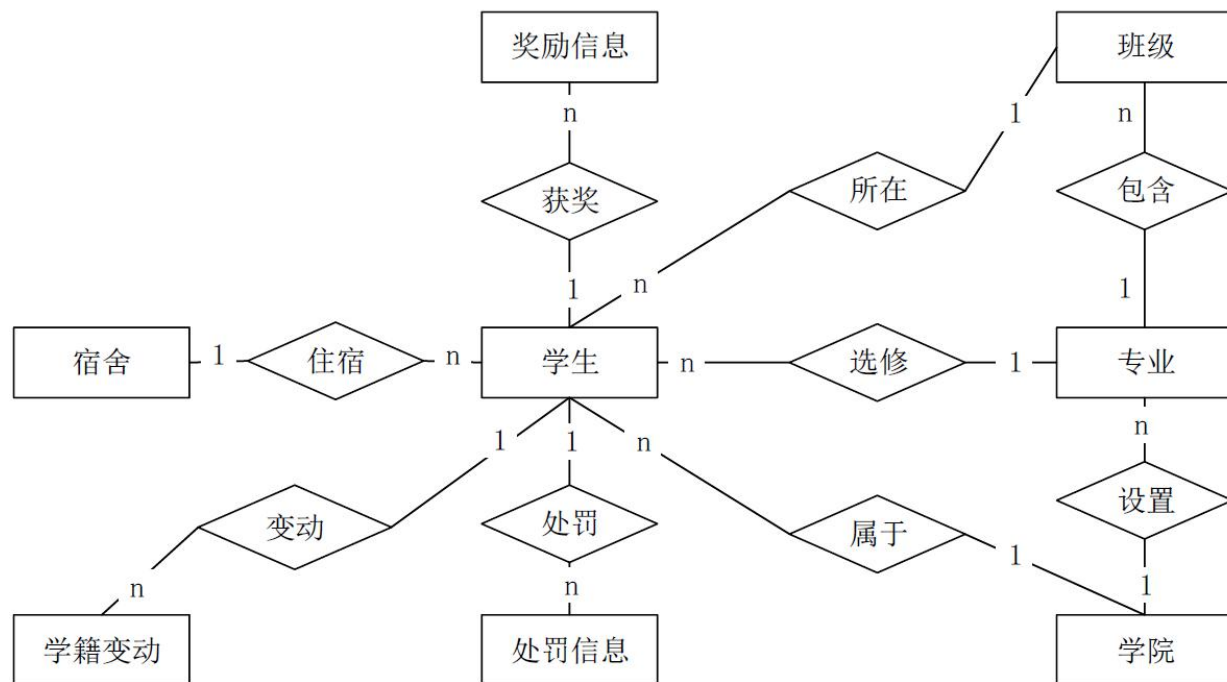 奖励信息
班级
n
1
n
获奖
所在
包含
1
n
1
宿舍
1
住宿
n
学生
n
选修
1
专业
1
1
n
n
变动
处罚
属于
设置
n
n
1
1
学籍变动
处罚信息
学院